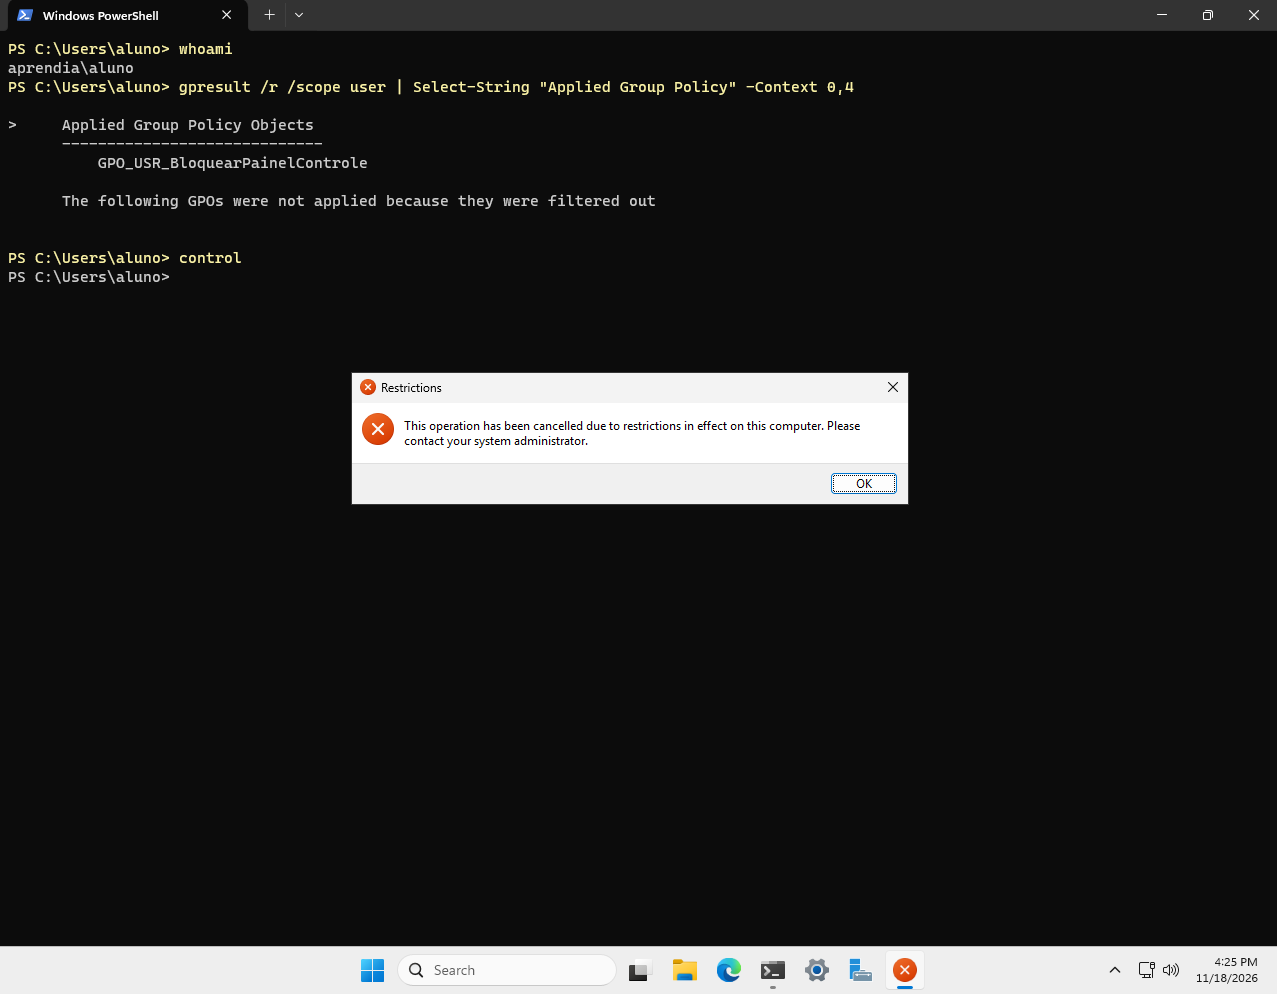 Windows PowerShell
PS C:\Users\aluno> whoami
aprendia\aluno
PS C:\Users\aluno> gpresult /r /scope user | Select-String "Applied Group Policy" -Context 0,4
>     Applied Group Policy Objects
      -----------------------------
          GPO_USR_BloquearPainelControle
      The following GPOs were not applied because they were filtered out
PS C:\Users\aluno> control
PS C:\Users\aluno>
Restrictions
This operation has been cancelled due to restrictions in effect on this computer. Please
contact your system administrator.
OK
Search
4:25 PM
11/18/2026